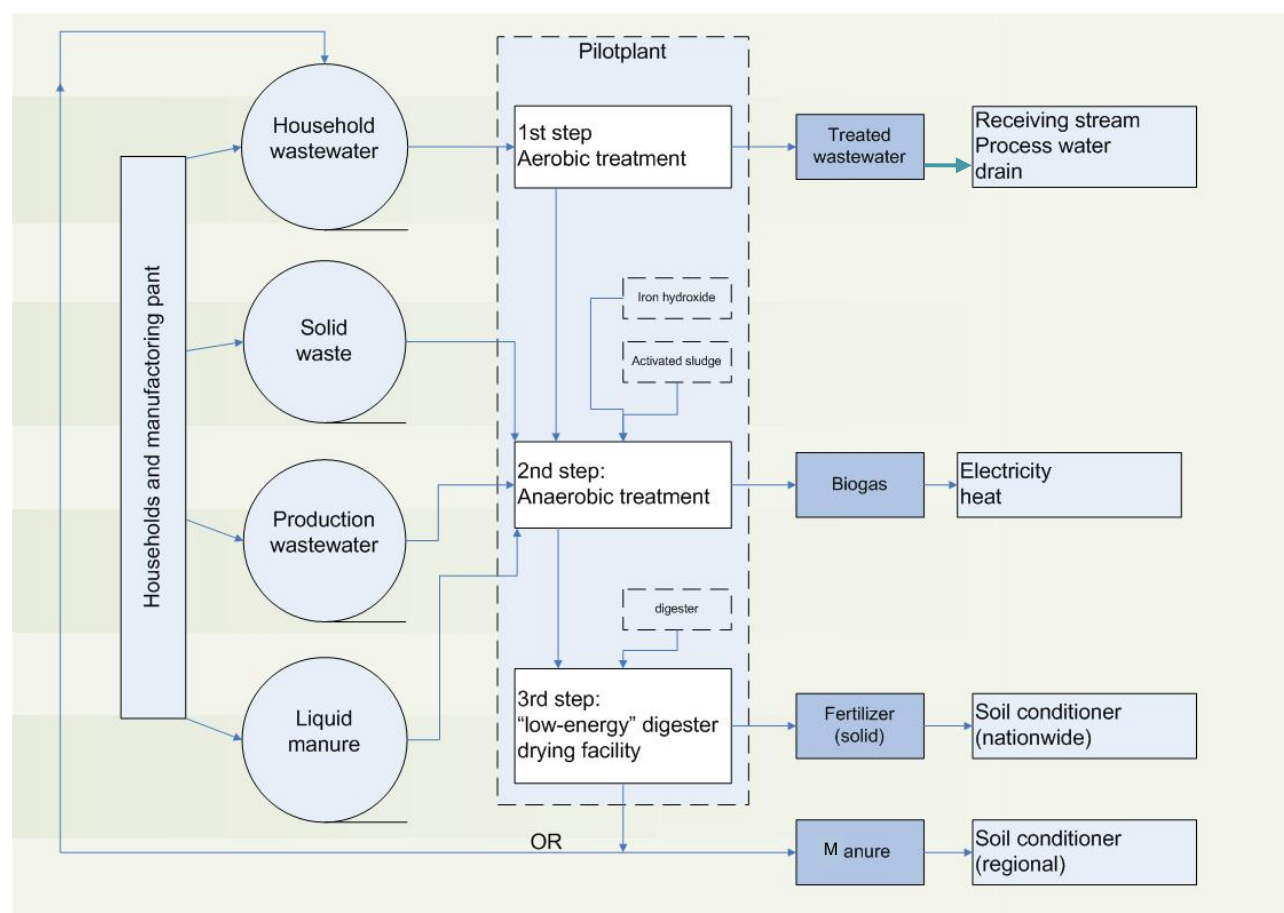 Pilotplant
Household
wastewater
1st step
Aerobic treatment
Treated
wastewater
Receiving stream
Process water
drain
Households and manufactoring pant
Iron hydroxide
Solid
waste
Activated sludge
2nd step:
Anaerobic treatment
Biogas
Electricity
heat
Production
wastewater
digester
3rd step:
“low-energy” digester
drying facility
Liquid
manure
Fertilizer
(solid)
Soil conditioner
(nationwide)
OR
M anure
Soil conditioner
(regional)